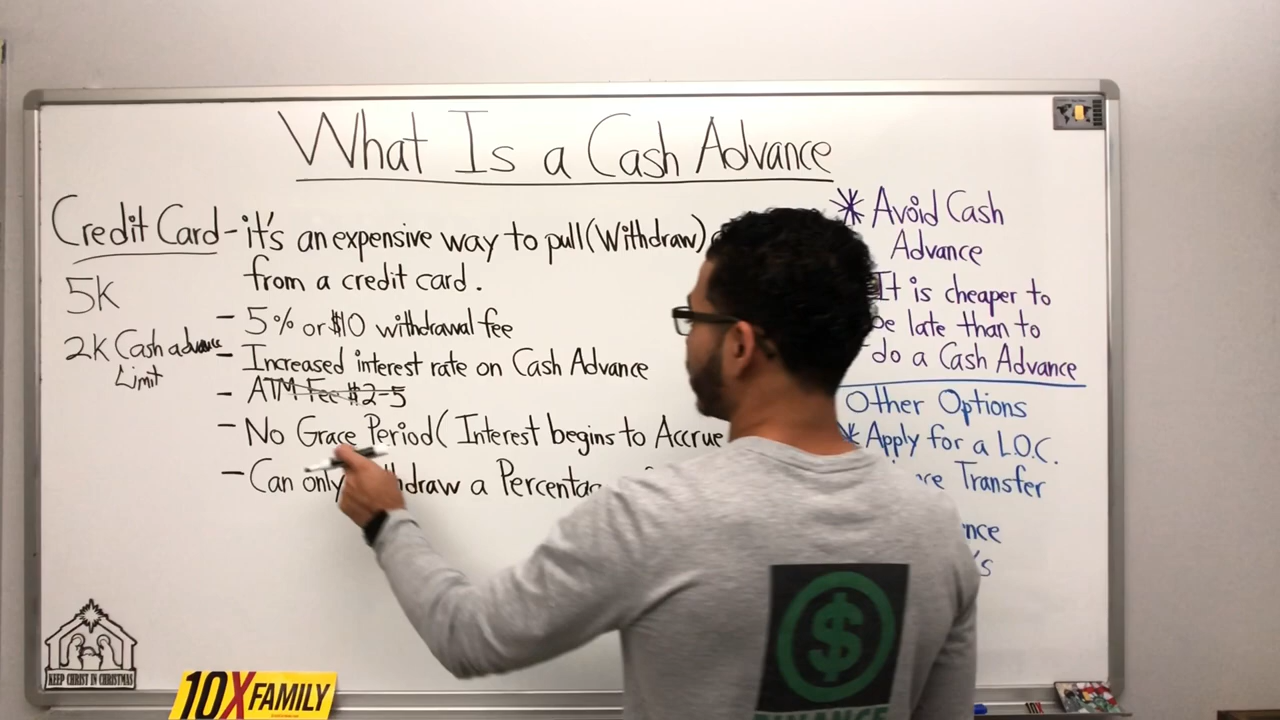 What Is a Cash Advance
Credit Card - it's an expensive way to pull (Withdraw)
from a credit card.
5K
2K Cash advance
Limit
- 5% or $10 withdrawal fee
- Increased interest rate on Cash Advance
- ATM Fee $2-5
- No Grace Period ( Interest begins to Accrue
- Can only withdraw a Percentag
* Avoid Cash
Advance
It is cheaper to
be late than to
do a Cash Advance
Other Options
* Apply for a L.O.C.
Transfer
KEEP CHRIST IN CHRISTMAS
10X FAMILY
$
FINANCE